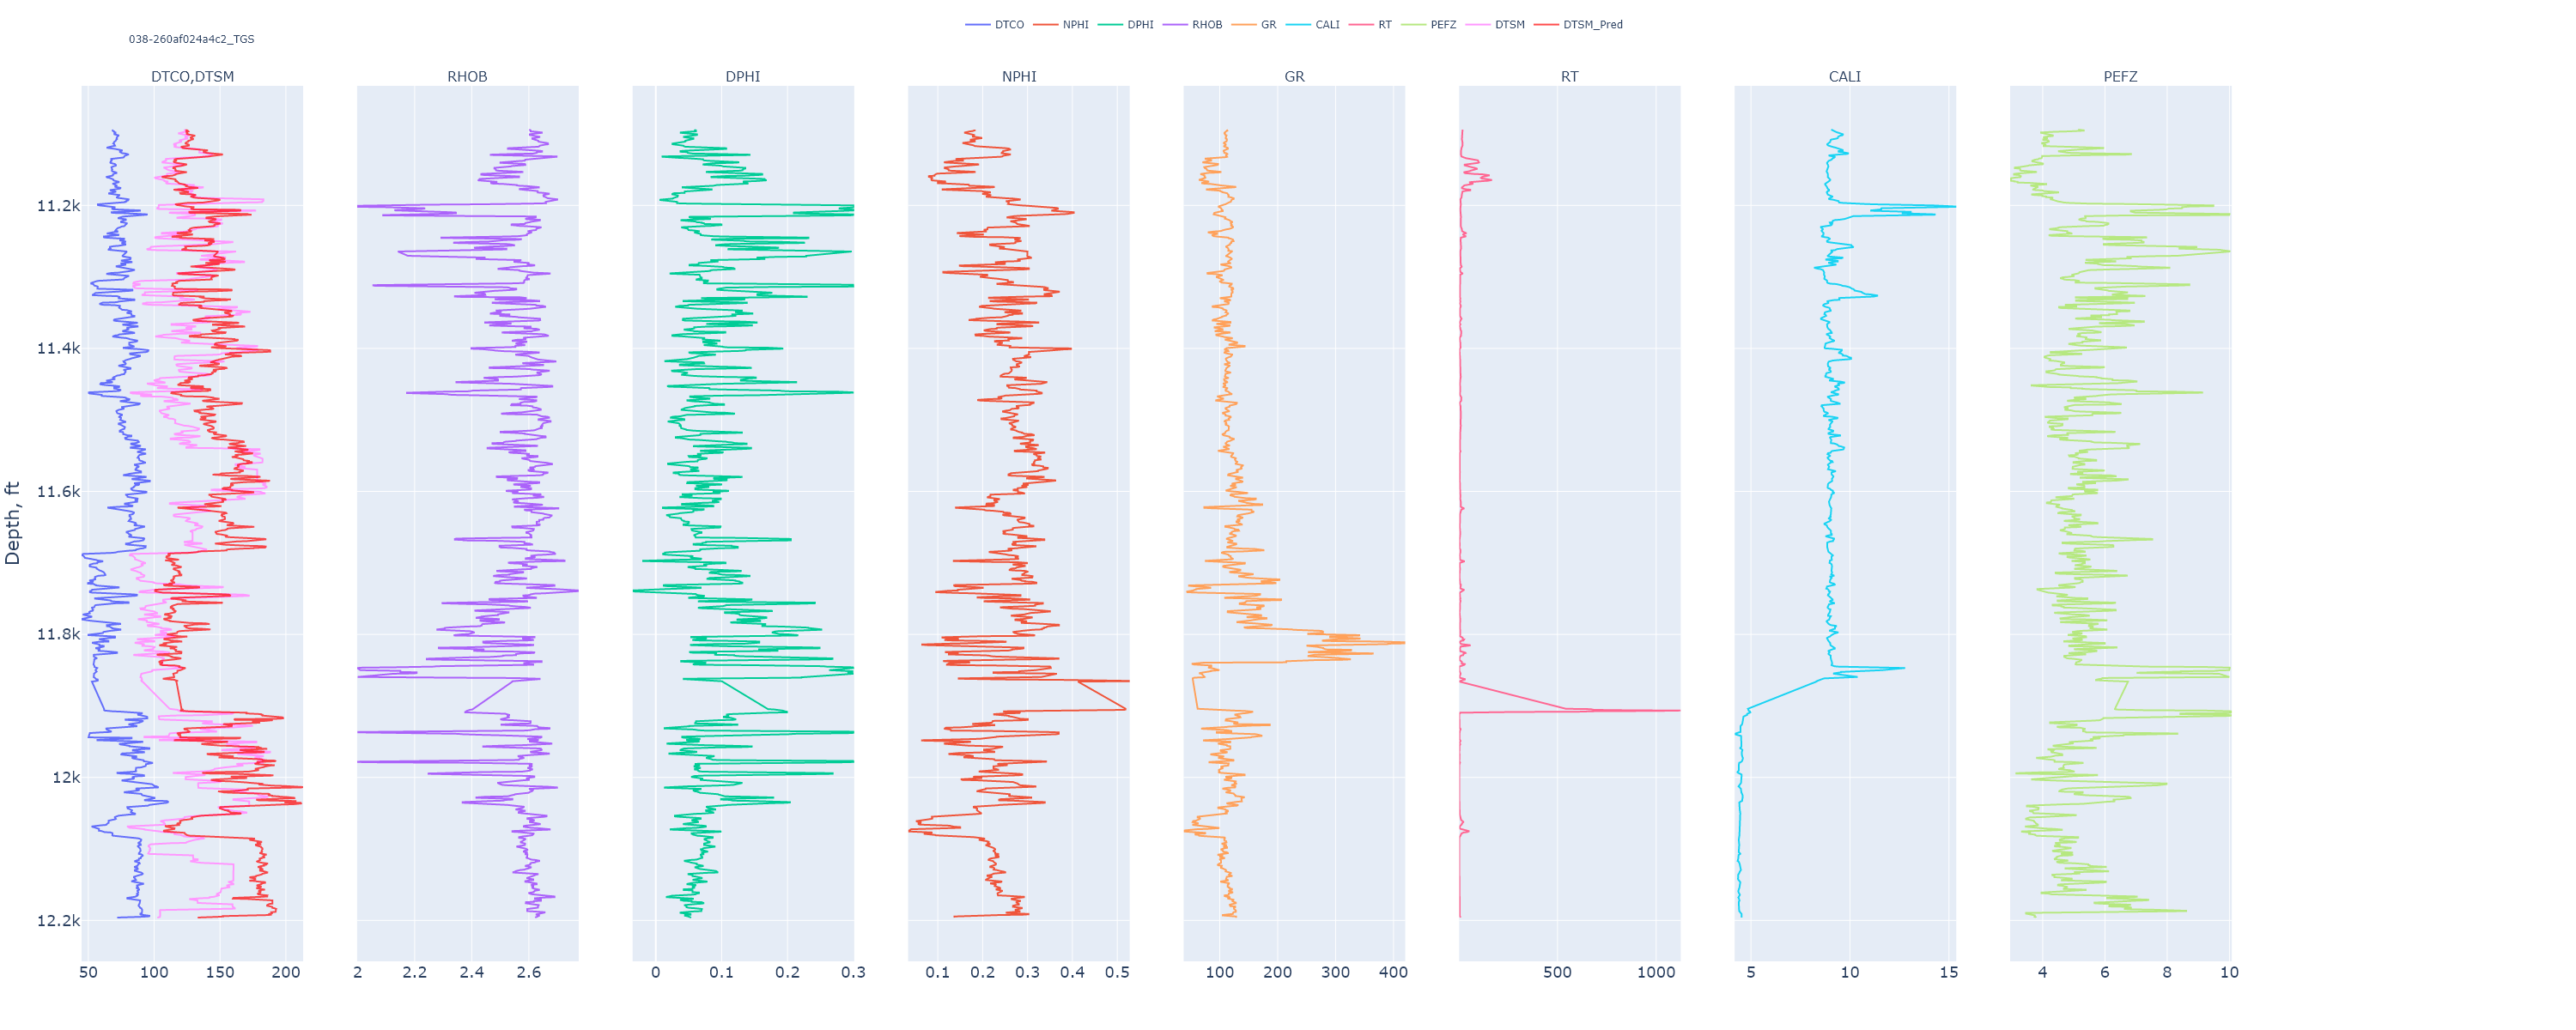 DTCO NPHI DPHI RHOB GR CALI RT PEFZ DTSM DTSM_Pred
038-260af024a4c2_TGS
DTCO,DTSM RHOB DPHI NPHI GR RT CALI PEFZ
Depth, ft
11.2k
11.4k
11.6k
11.8k
12k
12.2k
50 100 150 200 2 2.2 2.4 2.6 0 0.1 0.2 0.3 0.1 0.2 0.3 0.4 0.5 100 200 300 400 500 1000 5 10 15 4 6 8 10